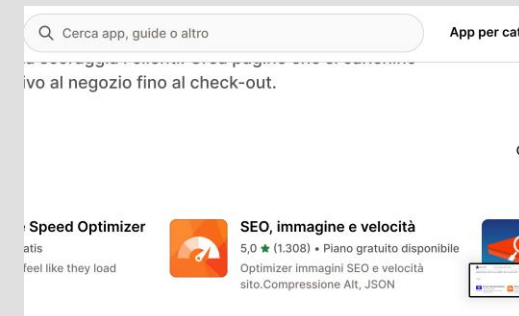 Cerca app, guide o altro
App per cat
ivo al negozio fino al check-out.
Speed Optimizer
atis
feel like they load
SEO, immagine e velocità
5,0 ★ (1.308) • Piano gratuito disponibile
Optimizer immagini SEO e velocità
sito.Compressione Alt, JSON